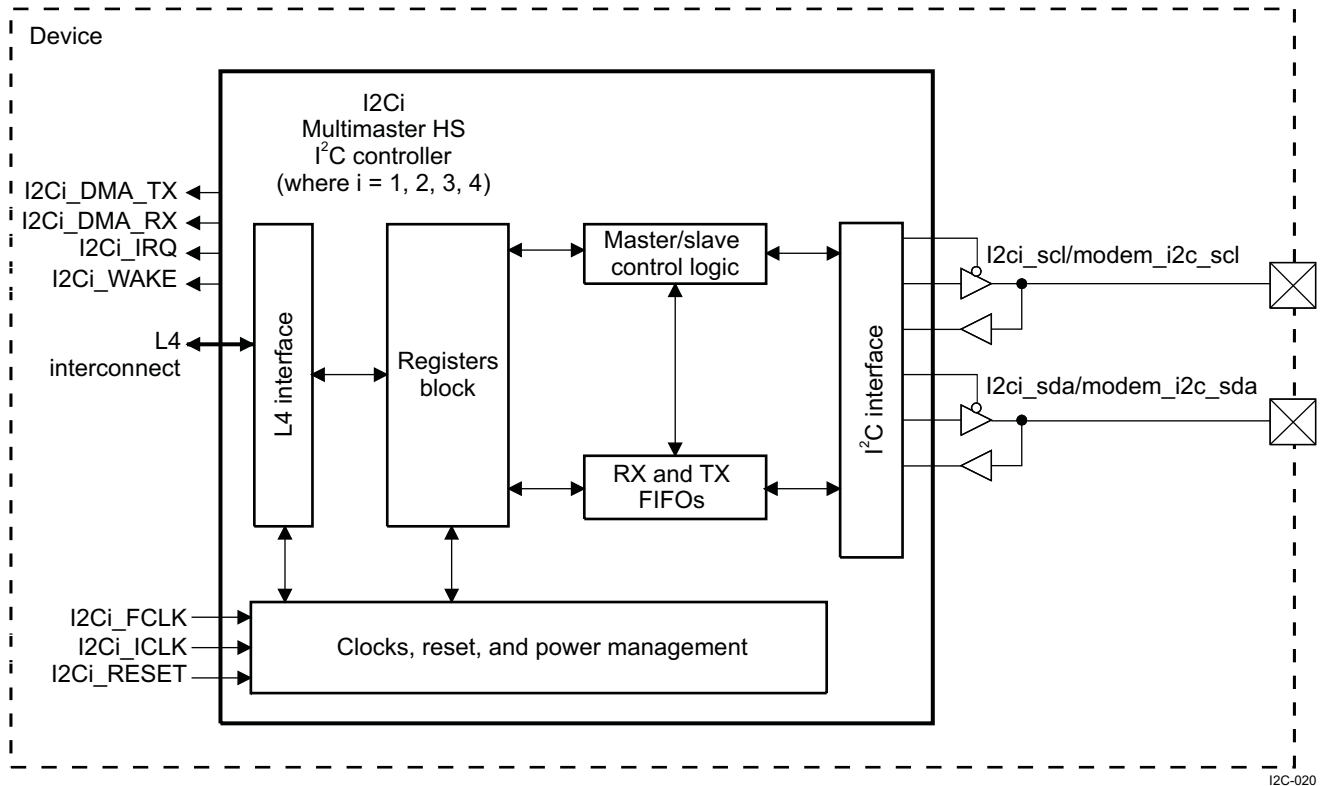 Device
I2Ci
Multimaster HS
I²C controller
(where i = 1, 2, 3, 4)
I2Ci_DMA_TX
I2Ci_DMA_RX
I2Ci_IRQ
I2Ci_WAKE
L4
interconnect
L4 interface
Registers
block
Master/slave
control logic
RX and TX
FIFOs
I²C interface
I2ci_scl/modem_i2c_scl
I2ci_sda/modem_i2c_sda
I2Ci_FCLK
I2Ci_ICLK
I2Ci_RESET
Clocks, reset, and power management
I2C-020